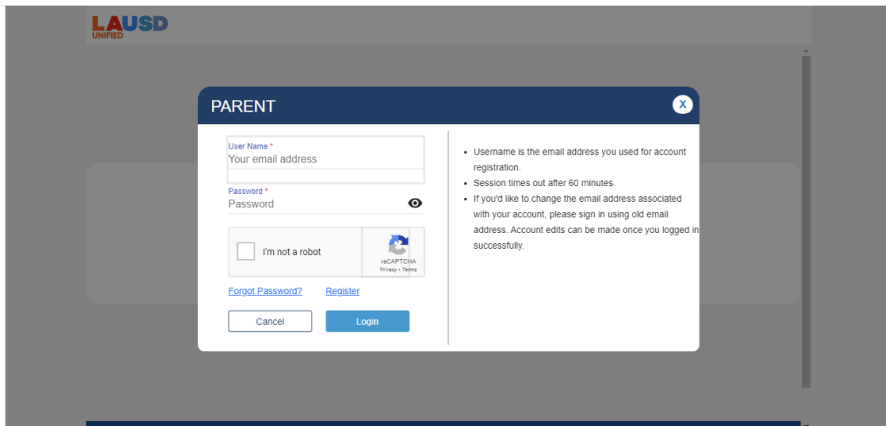 LAUSD
UNIFIED
PARENT
X
User Name *
Your email address
Password *
Password
I'm not a robot
reCAPTCHA
Privacy - Terms
Forgot Password? Register
Cancel Login
• Username is the email address you used for account
registration.
• Session times out after 60 minutes.
• If you'd like to change the email address associated
with your account, please sign in using old email
address. Account edits can be made once you logged in
successfully.